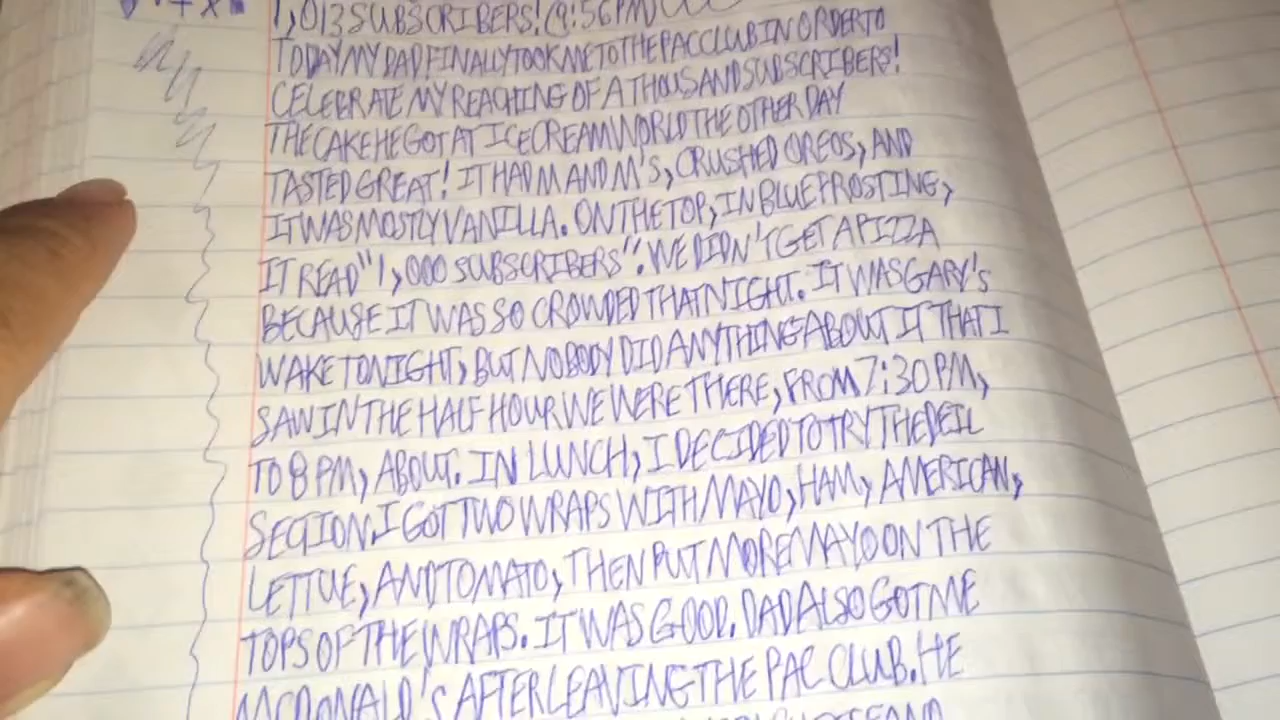 1,013 SUBSCRIBERS! @:56PM
TODAY MY DAD FINALLY TOOK ME TO THE PAC CLUB IN ORDER TO
CELEBRATE MY REACHING OF A THOUSAND SUBSCRIBERS!
THE CAKE HE GOT AT ICE CREAM WORLD THE OTHER DAY
TASTED GREAT! IT HAD M AND M'S, CRUSHED OREOS, AND
IT WAS MOSTLY VANILLA. ON THE TOP, IN BLUE FROSTING,
IT READ "1,000 SUBSCRIBERS". WE DIDN'T GET A PIZZA
BECAUSE IT WAS SO CROWDED THAT NIGHT. IT WAS GARY'S
WAKE TONIGHT, BUT NOBODY DID ANYTHING ABOUT IT THAT I
SAW IN THE HALF HOUR WE WERE THERE, FROM 7:30 PM,
TO 8 PM, ABOUT. IN LUNCH, I DECIDED TO TRY THE DEIL
SECTION. I GOT TWO WRAPS WITH MAYO, HAM, AMERICAN,
LETTUE, AND TOMATO, THEN PUT MORE MAYO ON THE
TOPS OF THE WRAPS. IT WAS GOOD. DAD ALSO GOT ME
MCDONALD'S AFTER LEAVING THE PAC CLUB. HE